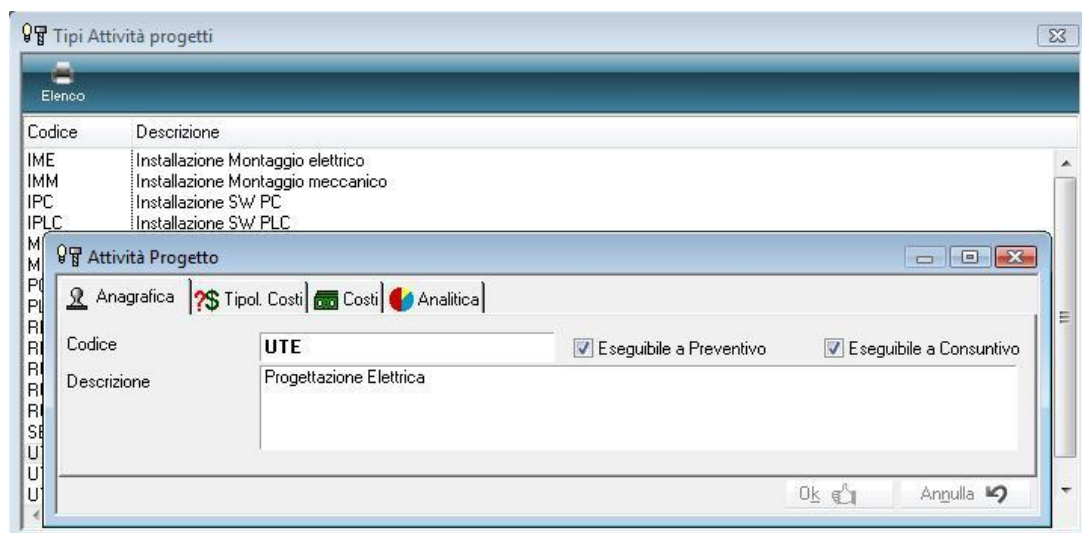 Tipi Attività progetti
Elenco
Codice Descrizione
IME Installazione Montaggio elettrico
IMM Installazione Montaggio meccanico
IPC Installazione SW PC
IPLC Installazione SW PLC
Attività Progetto
Anagrafica Tipol. Costi Costi Analitica
Codice UTE Eseguibile a Preventivo Eseguibile a Consuntivo
Descrizione Progettazione Elettrica
Ok Annulla